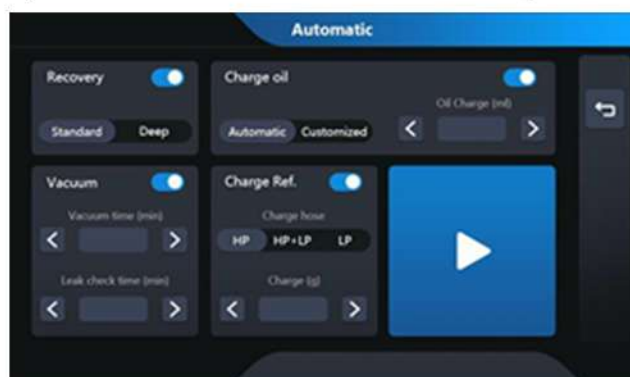 Automatic
Recovery
Standard Deep
Charge oil
Oil Charge (ml)
Automatic Customized
Vacuum
Vacuum time (min)
Leak check time (min)
Charge Ref.
Charge hose
HP HP+LP LP
Charge (g)